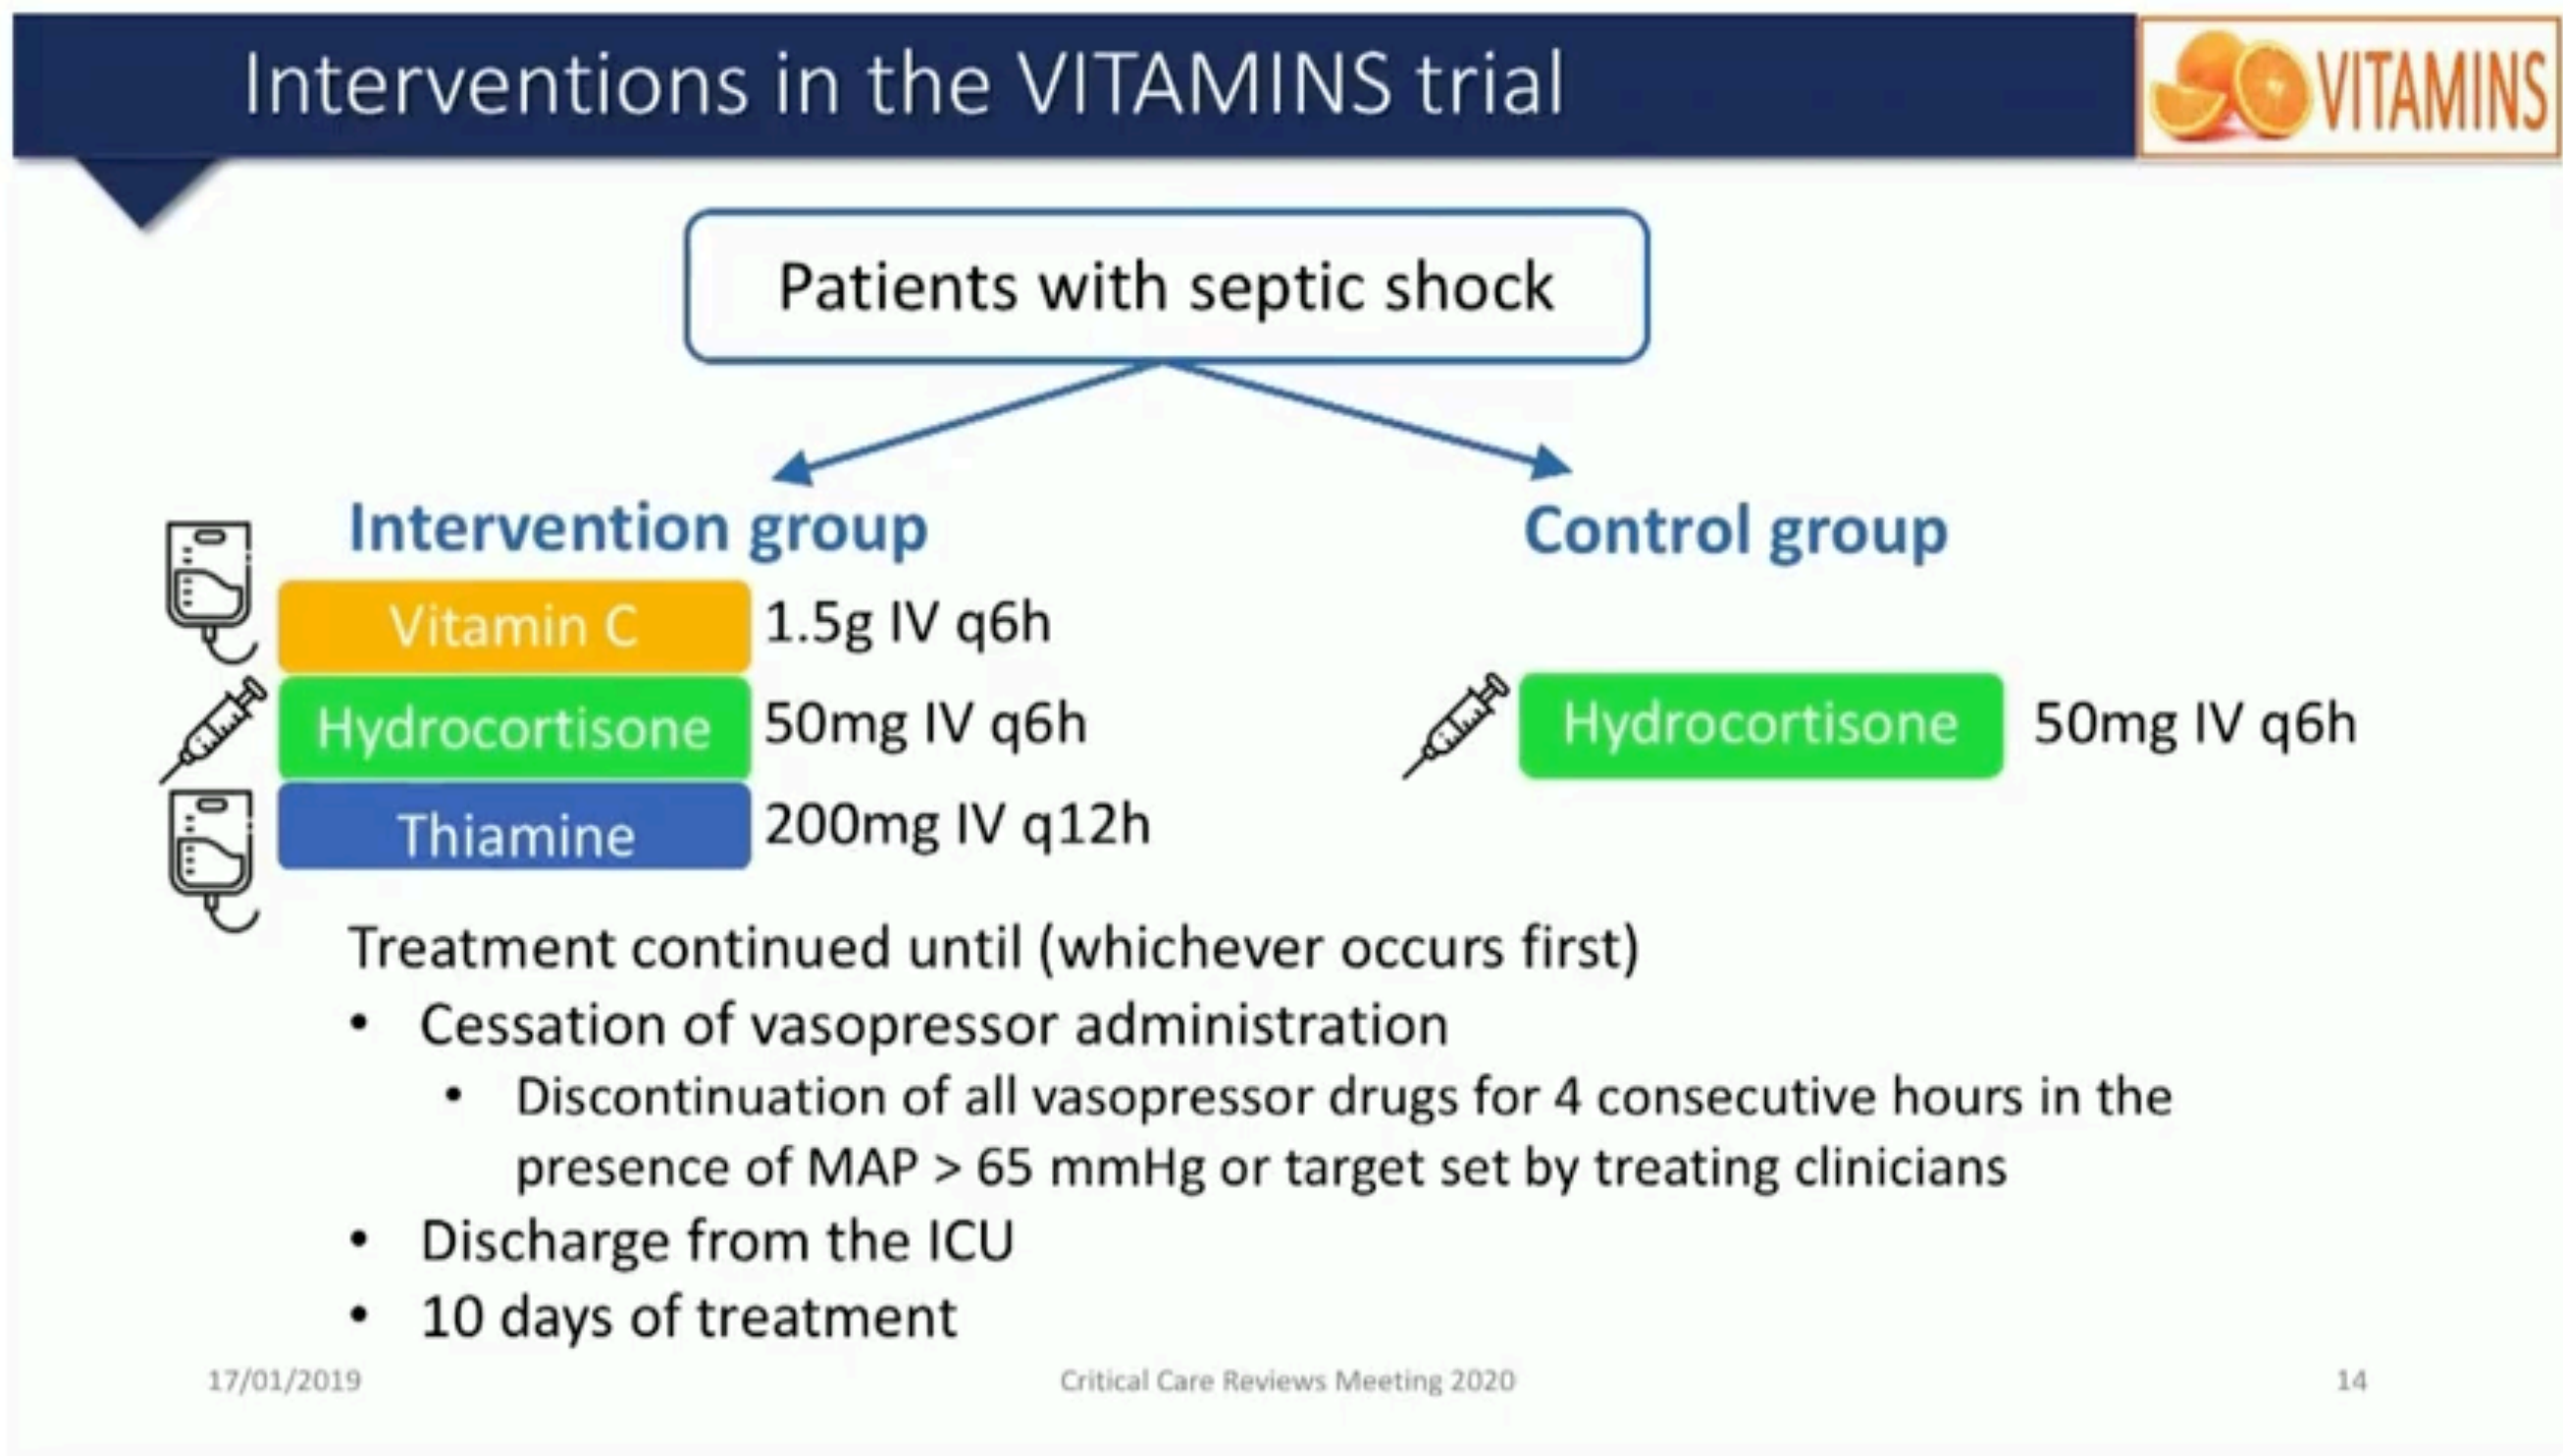 Interventions in the VITAMINS trial
VITAMINS
Patients with septic shock
Intervention group
Vitamin C 1.5g IV q6h
Hydrocortisone 50mg IV q6h
Thiamine 200mg IV q12h
Control group
Hydrocortisone 50mg IV q6h
Treatment continued until (whichever occurs first)
• Cessation of vasopressor administration
• Discontinuation of all vasopressor drugs for 4 consecutive hours in the
presence of MAP > 65 mmHg or target set by treating clinicians
• Discharge from the ICU
• 10 days of treatment
17/01/2019 Critical Care Reviews Meeting 2020 14